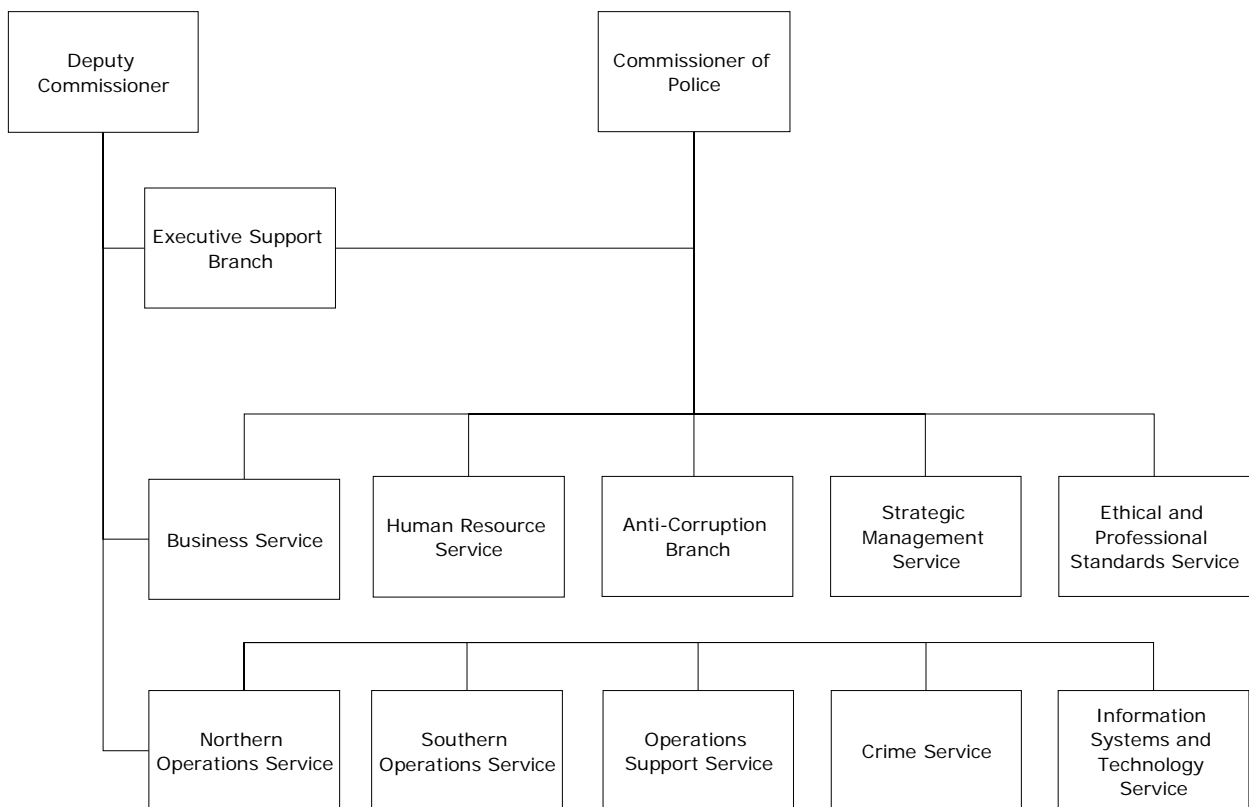 Deputy
Commissioner
Commissioner of
Police
Executive Support
Branch
Business Service
Human Resource
Service
Anti-Corruption
Branch
Strategic
Management
Service
Ethical and
Professional
Standards Service
Northern
Operations Service
Southern
Operations Service
Operations
Support Service
Crime Service
Information
Systems and
Technology
Service